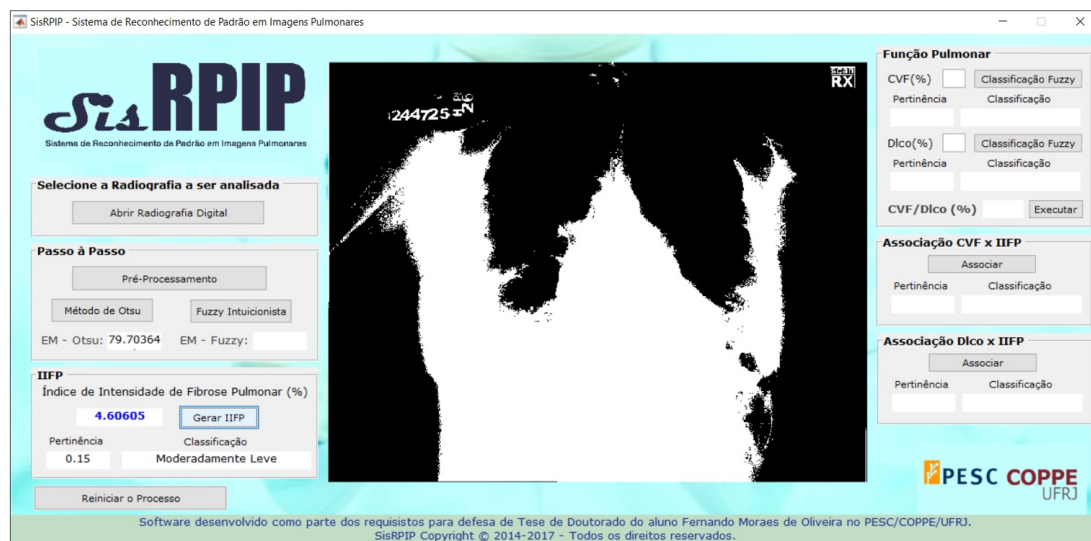 SisRPIP - Sistema de Reconhecimento de Padrão em Imagens Pulmonares
SisRPIP
Sistema de Reconhecimento de Padrão em Imagens Pulmonares
Selecione a Radiografia a ser analisada
Abrir Radiografia Digital
Passo à Passo
Pré-Processamento
Método de Otsu
Fuzzy Intuicionista
EM - Otsu: 79.70364
EM - Fuzzy:
IIFP
Índice de Intensidade de Fibrose Pulmonar (%)
4.60605
Gerar IIFP
Pertinência
Classificação
0.15
Moderadamente Leve
Reiniciar o Processo
244725
scan
RX
Função Pulmonar
CVF(%)
Classificação Fuzzy
Pertinência
Classificação
Dlco(%)
Classificação Fuzzy
Pertinência
Classificação
CVF/Dlco (%)
Executar
Associação CVF x IIFP
Associar
Pertinência
Classificação
Associação Dlco x IIFP
Associar
Pertinência
Classificação
PESC COPPE
UFRJ
Software desenvolvido como parte dos requisistos para defesa de Tese de Doutorado do aluno Fernando Moraes de Oliveira no PESC/COPPE/UFRJ.
SisRPIP Copyright © 2014-2017 - Todos os direitos reservados.